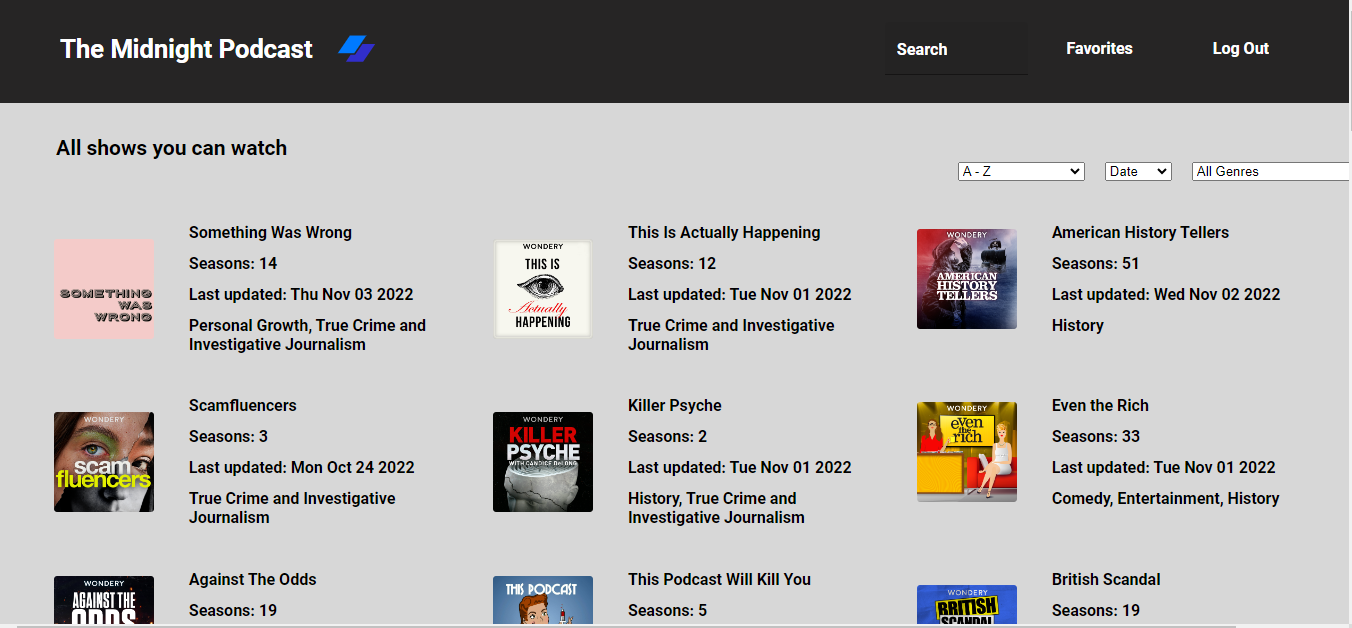 The Midnight Podcast
Search
Favorites
Log Out
All shows you can watch
A - Z
Date
All Genres
SOMETHING
WAS
WRONG
Something Was Wrong
Seasons: 14
Last updated: Thu Nov 03 2022
Personal Growth, True Crime and
Investigative Journalism
WONDERY
THIS IS
Actually
HAPPENING
This Is Actually Happening
Seasons: 12
Last updated: Tue Nov 01 2022
True Crime and Investigative
Journalism
WONDERY
AMERICAN
HISTORY
TELLERS
American History Tellers
Seasons: 51
Last updated: Wed Nov 02 2022
History
WONDERY
scam
fluencers
Scamfluencers
Seasons: 3
Last updated: Mon Oct 24 2022
True Crime and Investigative
Journalism
WONDERY
KILLER
PSYCHE
WITH CANDICE DELONG
Killer Psyche
Seasons: 2
Last updated: Tue Nov 01 2022
History, True Crime and
Investigative Journalism
WONDERY
even
the
rich
Even the Rich
Seasons: 33
Last updated: Tue Nov 01 2022
Comedy, Entertainment, History
WONDERY
AGAINST THE
ODDS
Against The Odds
Seasons: 19
THIS PODCAST
This Podcast Will Kill You
Seasons: 5
WONDERY
BRITISH
SCANDAL
British Scandal
Seasons: 19